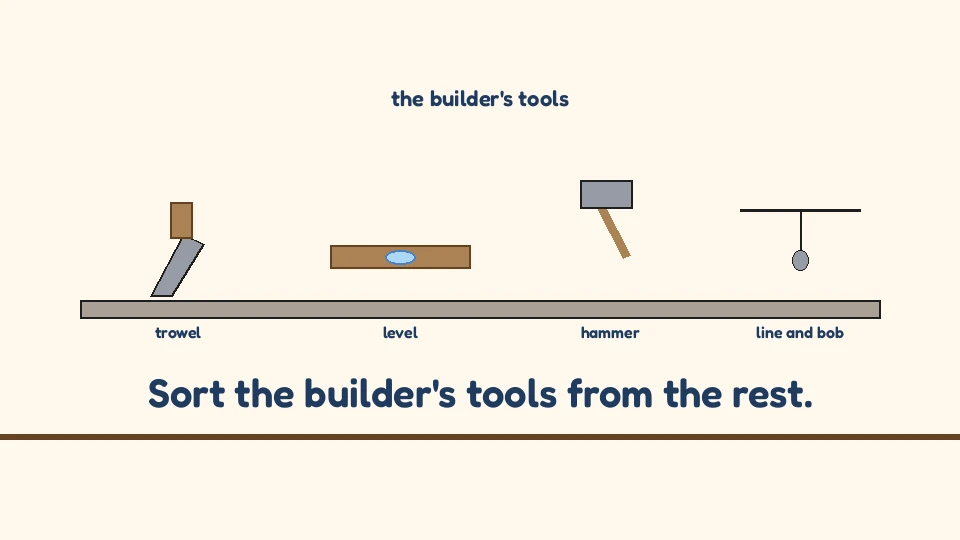 the builder's tools
trowel level hammer line and bob
Sort the builder's tools from the rest.